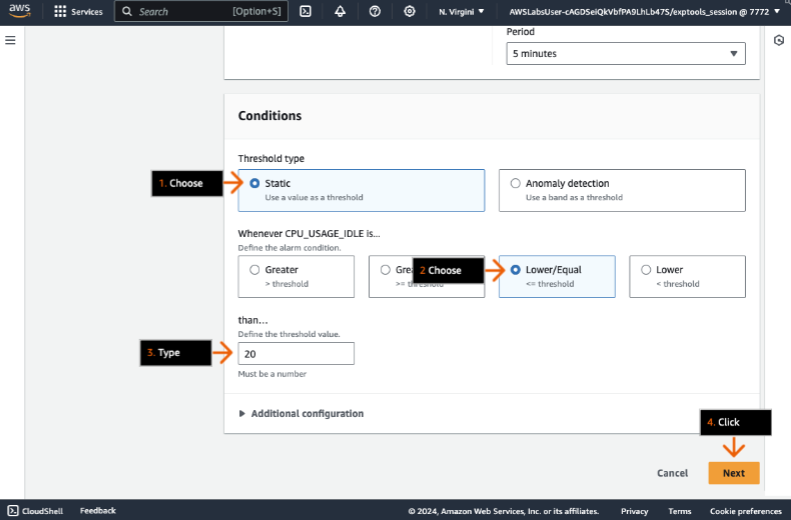 aws
Services
Search
[Option+S]
N. Virgini
AWSLabsUser-cAGDSeiQkVbfPA9LhLb47S/exptools_session @ 7772
Period
5 minutes
Conditions
Threshold type
1. Choose
Static
Use a value as a threshold
Anomaly detection
Use a band as a threshold
Whenever CPU_USAGE_IDLE is...
Define the alarm condition.
Greater
> threshold
Gre
>= threshold
2 Choose
Lower/Equal
<= threshold
Lower
< threshold
than...
Define the threshold value.
3. Type
20
Must be a number
Additional configuration
4. Click
Cancel
Next
CloudShell
Feedback
© 2024, Amazon Web Services, Inc. or its affiliates.
Privacy
Terms
Cookie preferences